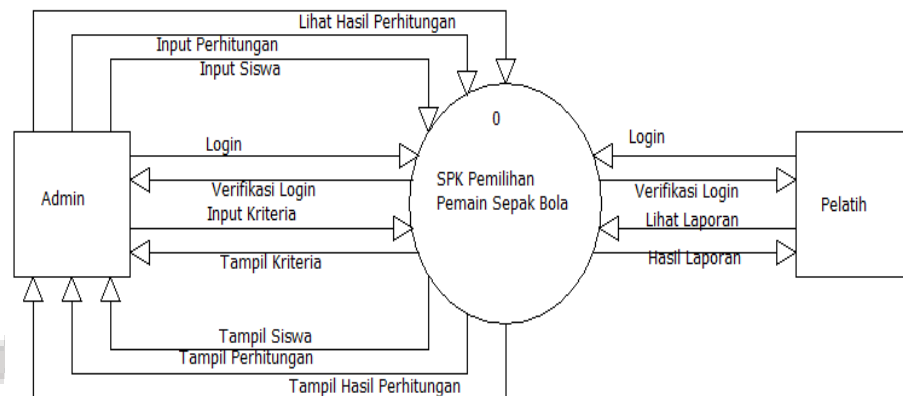 Lihat Hasil Perhitungan
Input Perhitungan
Input Siswa
0
Login
Login
Admin
Verifikasi Login
SPK Pemilihan
Pemain Sepak Bola
Verifikasi Login
Pelatih
Input Kriteria
Lihat Laporan
Tampil Kriteria
Hasil Laporan
Tampil Siswa
Tampil Perhitungan
Tampil Hasil Perhitungan